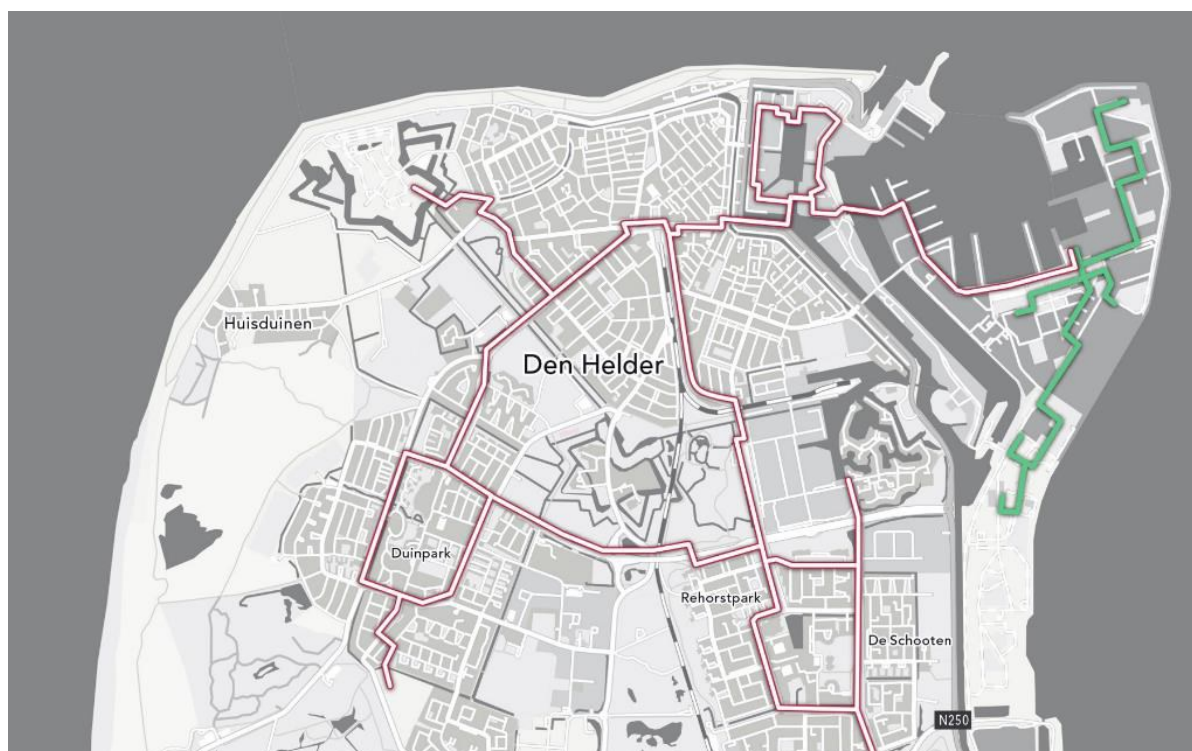 Huisduinen
Den Helder
Duinpark
Rehorstpark
De Schooten
N250